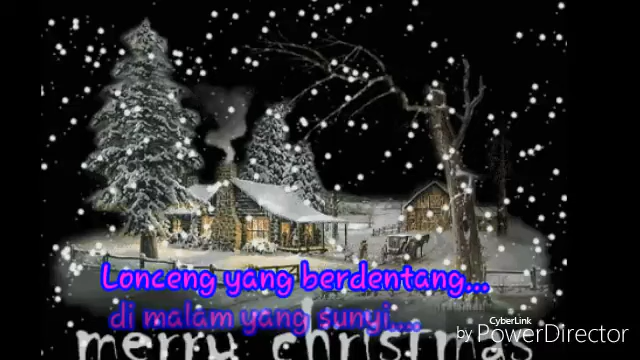 Lonceng yang berdentang...
di malam yang sunyi....
merry christmas
CyberLink
by PowerDirector